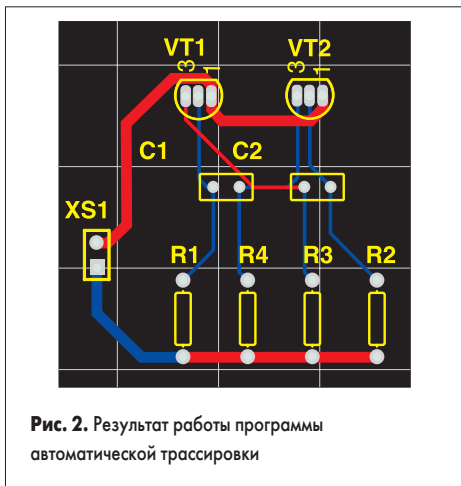 VT1 VT2
3 1 3 1
C1 C2
XS1
R1 R4 R3 R2
Рис. 2. Результат работы программы
автоматической трассировки